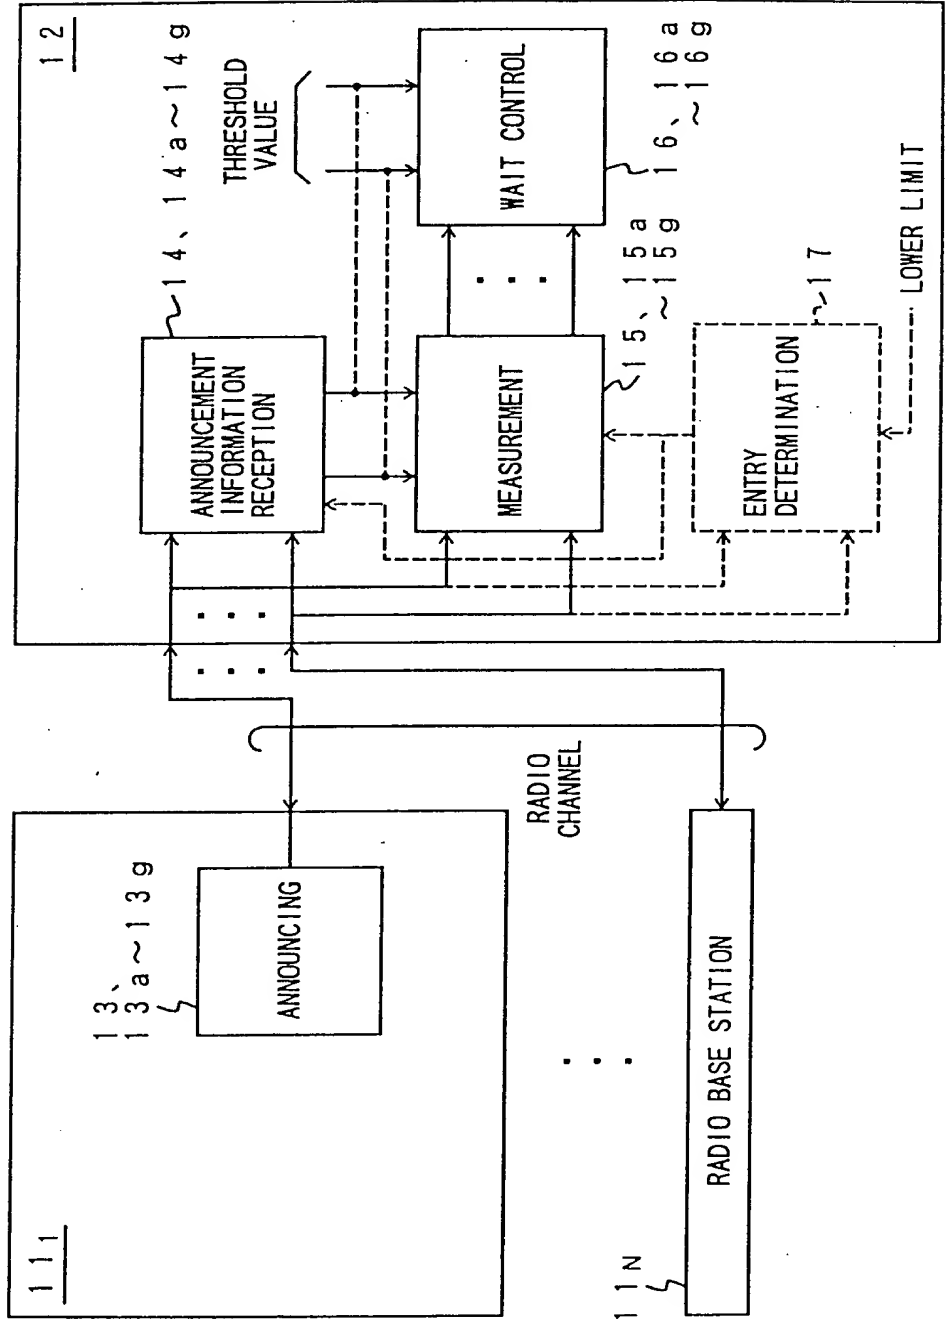 11₁
13、
13a~13g
ANNOUNCING
11N
RADIO BASE STATION
RADIO
CHANNEL
12
14、14a~14g
ANNOUNCEMENT
INFORMATION
RECEPTION
THRESHOLD
VALUE
MEASUREMENT
15、15a
~15g
WAIT CONTROL
16、16a
~16g
ENTRY
DETERMINATION
17
LOWER LIMIT